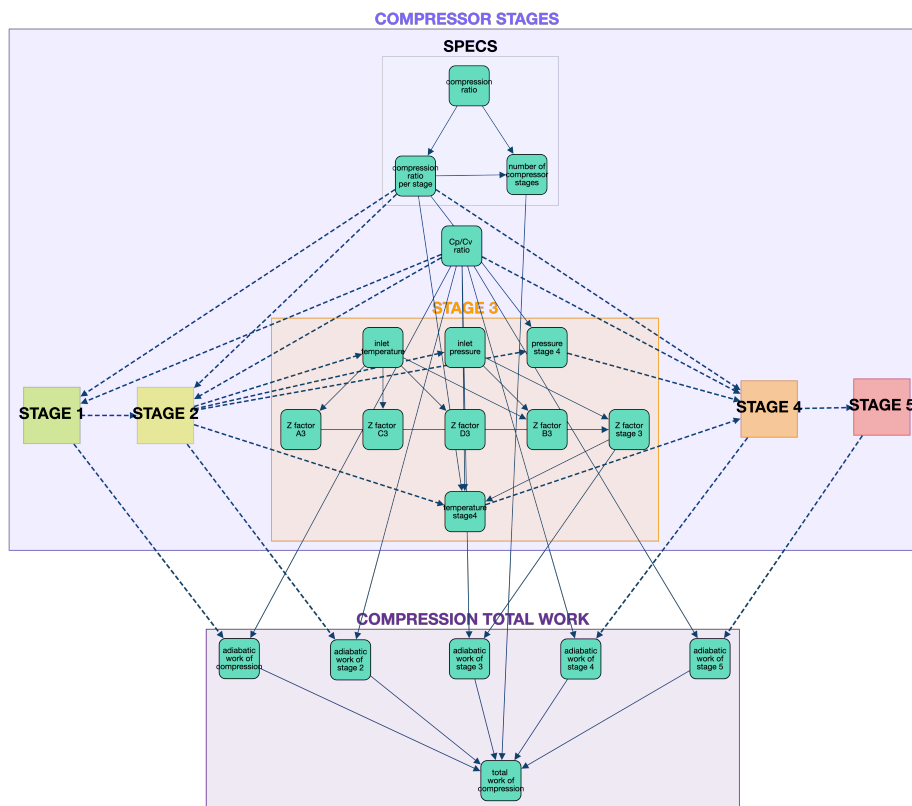 COMPRESSOR STAGES
SPECS
compression
ratio
compression
ratio
per stage
number of
compressor
stages
Cp/Cv
ratio
STAGE 3
inlet
temperature
inlet
pressure
pressure
stage 4
STAGE 1
STAGE 2
STAGE 4
STAGE 5
Z factor
A3
Z factor
C3
Z factor
D3
Z factor
B3
Z factor
stage 3
temperature
stage4
COMPRESSION TOTAL WORK
adiabatic
work of
compression
adiabatic
work of
stage 2
adiabatic
work of
stage 3
adiabatic
work of
stage 4
adiabatic
work of
stage 5
total
work of
compression